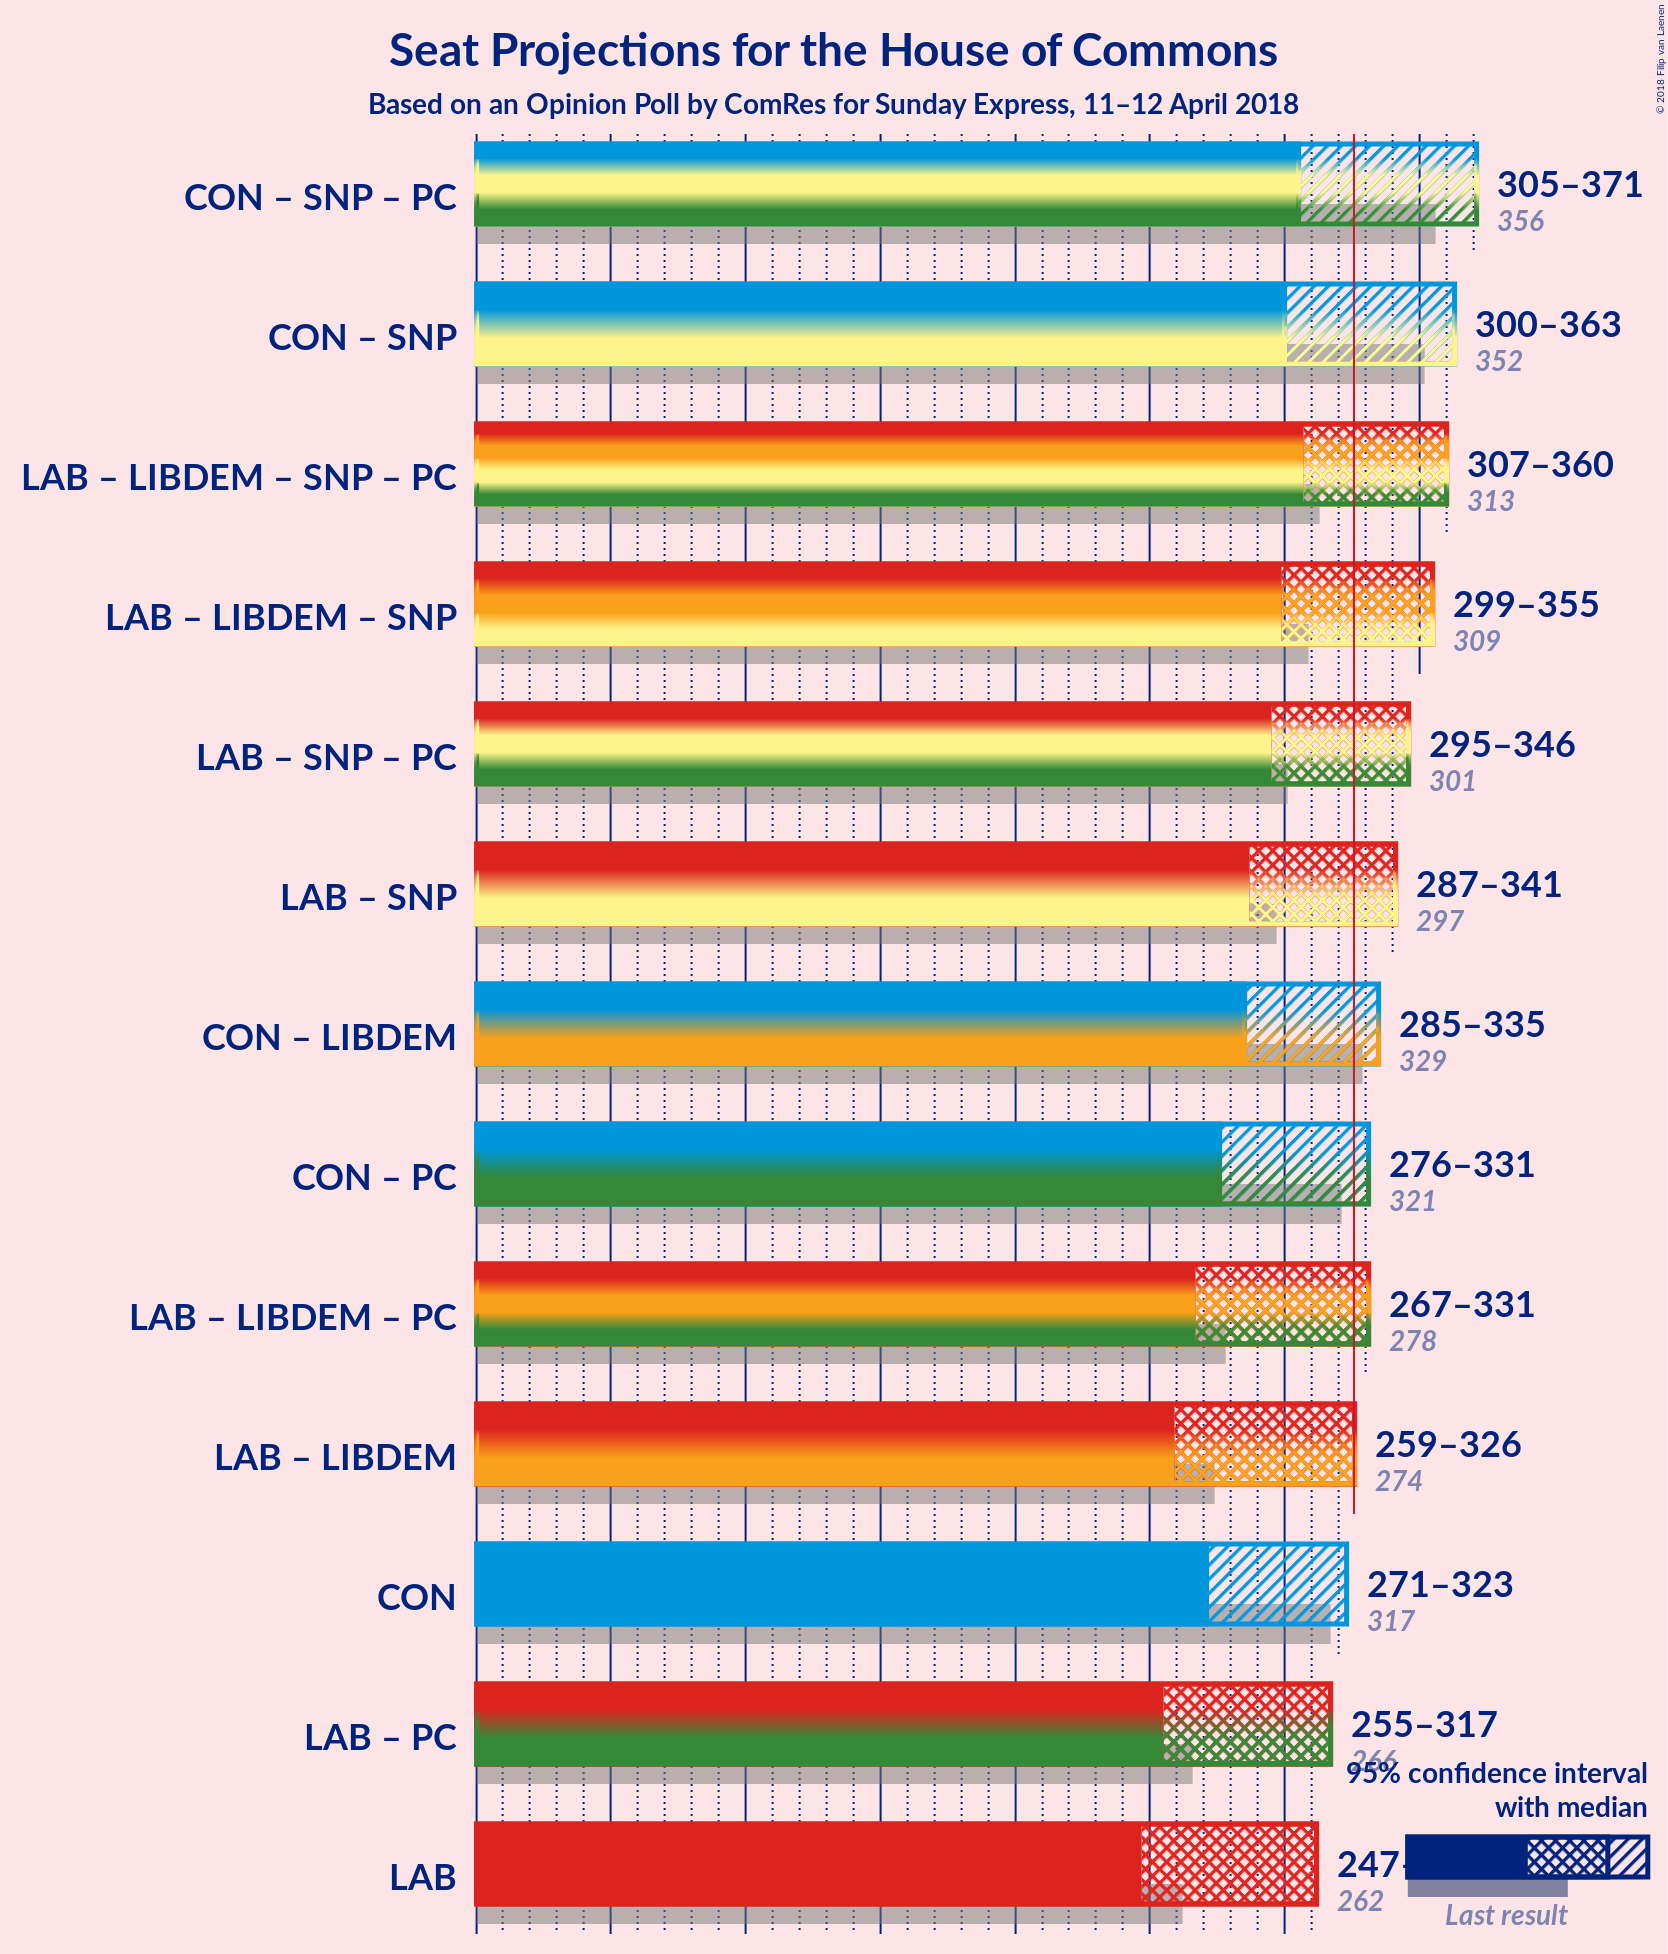 Seat Projections for the House of Commons
Based on an Opinion Poll by ComRes for Sunday Express, 11–12 April 2018
© 2018 Filip van Laenen
CON – SNP – PC
305–371
356
CON – SNP
300–363
352
LAB – LIBDEM – SNP – PC
307–360
313
LAB – LIBDEM – SNP
299–355
309
LAB – SNP – PC
295–346
301
LAB – SNP
287–341
297
CON – LIBDEM
285–335
329
CON – PC
276–331
321
LAB – LIBDEM – PC
267–331
278
LAB – LIBDEM
259–326
274
CON
271–323
317
LAB – PC
255–317
266
95% confidence interval
with median
LAB
247–
262
Last result